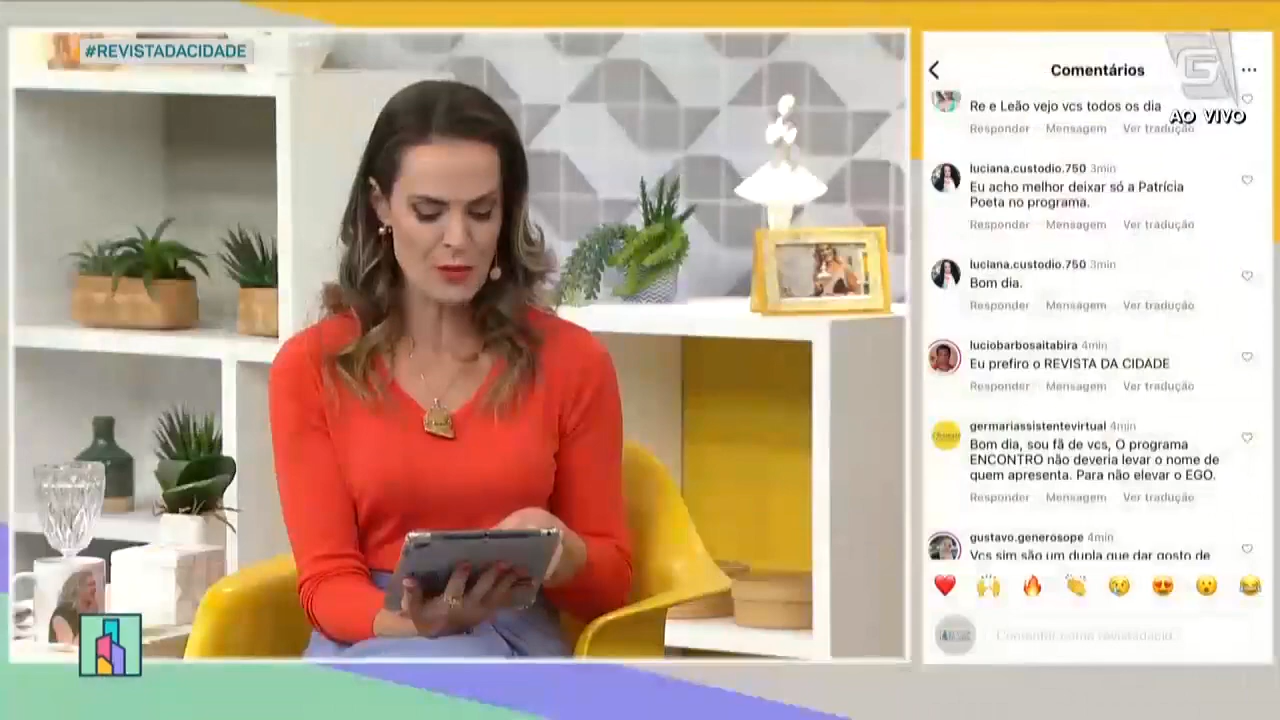 #REVISTADACIDADE
Comentários
G
AO VIVO
Re e Leão vejo vcs todos os dia
Responder Mensagem Ver tradução
luciana.custodio.750 3min
Eu acho melhor deixar só a Patrícia
Poeta no programa.
Responder Mensagem Ver tradução
luciana.custodio.750 3min
Bom dia.
Responder Mensagem Ver tradução
luciobarbosaitabira 4min
Eu prefiro o REVISTA DA CIDADE
Responder Mensagem Ver tradução
germariassistentevirtual 4min
Bom dia, sou fã de vcs, O programa
ENCONTRO não deveria levar o nome de
quem apresenta. Para não elevar o EGO.
Responder Mensagem Ver tradução
gustavo.generosope 4min
Vcs sim são um dupla que dar gosto de
Comentar como revistadacid...